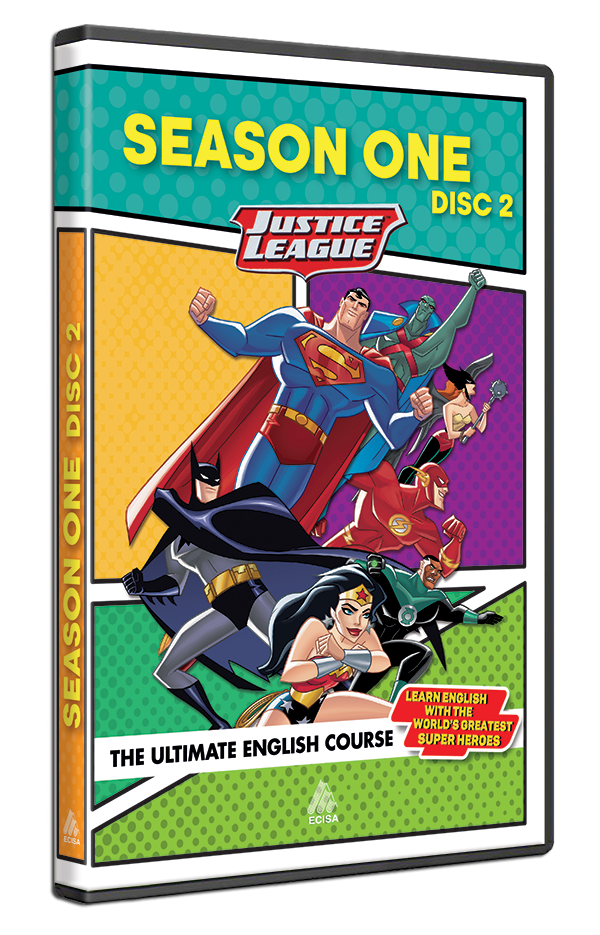 SEASON ONE
DISC 2
JUSTICE
LEAGUE
TM
S
LEARN ENGLISH
WITH THE
WORLD'S GREATEST
SUPER HEROES
THE ULTIMATE ENGLISH COURSE
ECISA
SEASON ONE DISC 2
ECISA